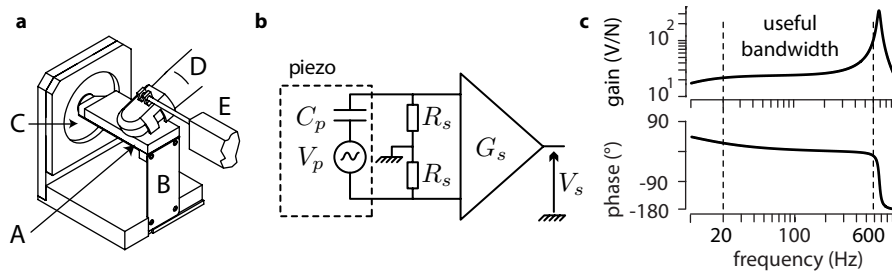 a
A
B
C
D
E
b
piezo
C_p
V_p
R_s
R_s
G_s
V_s
c
useful
bandwidth
gain (V/N)
10^2
10^1
phase (°)
90
-90
-180
20
100
600
frequency (Hz)